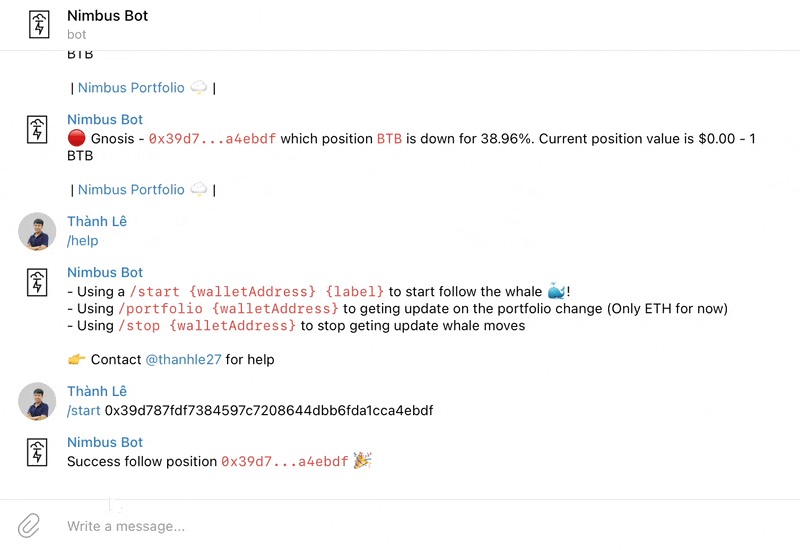 Nimbus Bot
bot
BTB
| Nimbus Portfolio 🌩️ |
Nimbus Bot
🔴 Gnosis - 0x39d7...a4ebdf which position BTB is down for 38.96%. Current position value is $0.00 - 1
BTB
| Nimbus Portfolio 🌩️ |
Thành Lê
/help
Nimbus Bot
- Using a /start {walletAddress} {label} to start follow the whale 🐳!
- Using /portfolio {walletAddress} to geting update on the portfolio change (Only ETH for now)
- Using /stop {walletAddress} to stop geting update whale moves
👉 Contact @thanhle27 for help
Thành Lê
/start 0x39d787fdf7384597c7208644dbb6fda1cca4ebdf
Nimbus Bot
Success follow position 0x39d7...a4ebdf 🎉
Write a message...